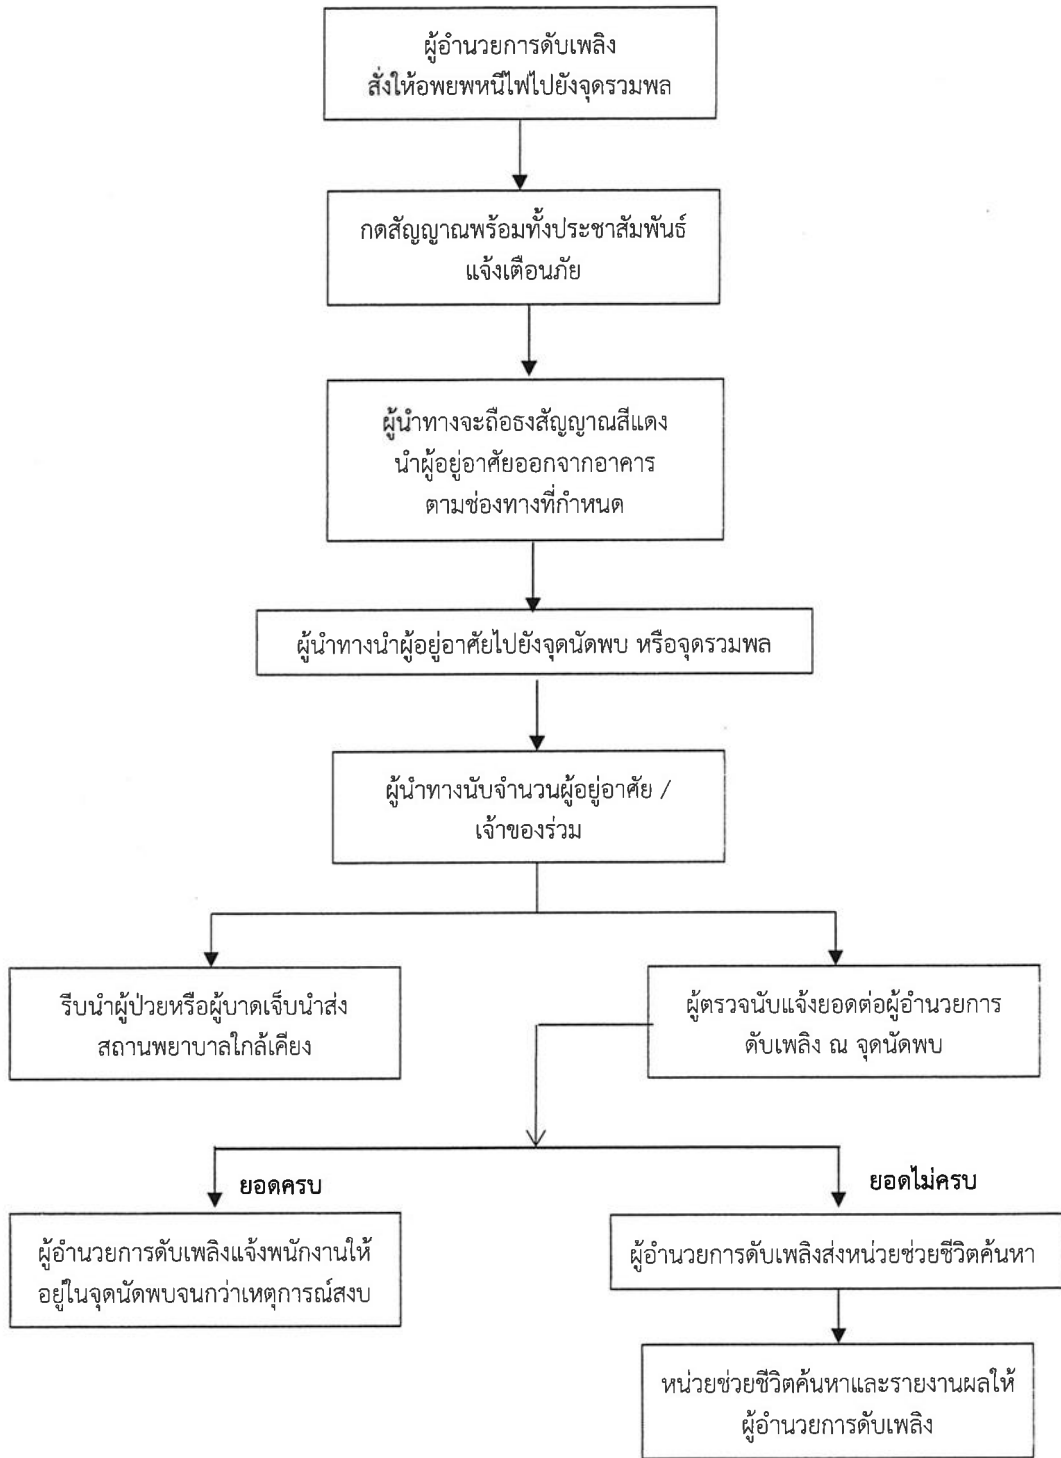 ผู้อำนวยการดับเพลิง
สั่งให้อพยพหนีไฟไปยังจุดรวมพล
กดสัญญาณพร้อมทั้งประชาสัมพันธ์
แจ้งเตือนภัย
ผู้นำทางจะถือธงสัญญาณสีแดง
นำผู้อยู่อาศัยออกจากอาคาร
ตามช่องทางที่กำหนด
ผู้นำทางนำผู้อยู่อาศัยไปยังจุดนัดพบ หรือจุดรวมพล
ผู้นำทางนับจำนวนผู้อยู่อาศัย /
เจ้าของร่วม
รีบนำผู้ป่วยหรือผู้บาดเจ็บนำส่ง
สถานพยาบาลใกล้เคียง
ผู้ตรวจนับแจ้งยอดต่อผู้อำนวยการ
ดับเพลิง ณ จุดนัดพบ
ยอดครบ
ยอดไม่ครบ
ผู้อำนวยการดับเพลิงแจ้งพนักงานให้
อยู่ในจุดนัดพบจนกว่าเหตุการณ์สงบ
ผู้อำนวยการดับเพลิงส่งหน่วยช่วยชีวิตค้นหา
หน่วยช่วยชีวิตค้นหาและรายงานผลให้
ผู้อำนวยการดับเพลิง